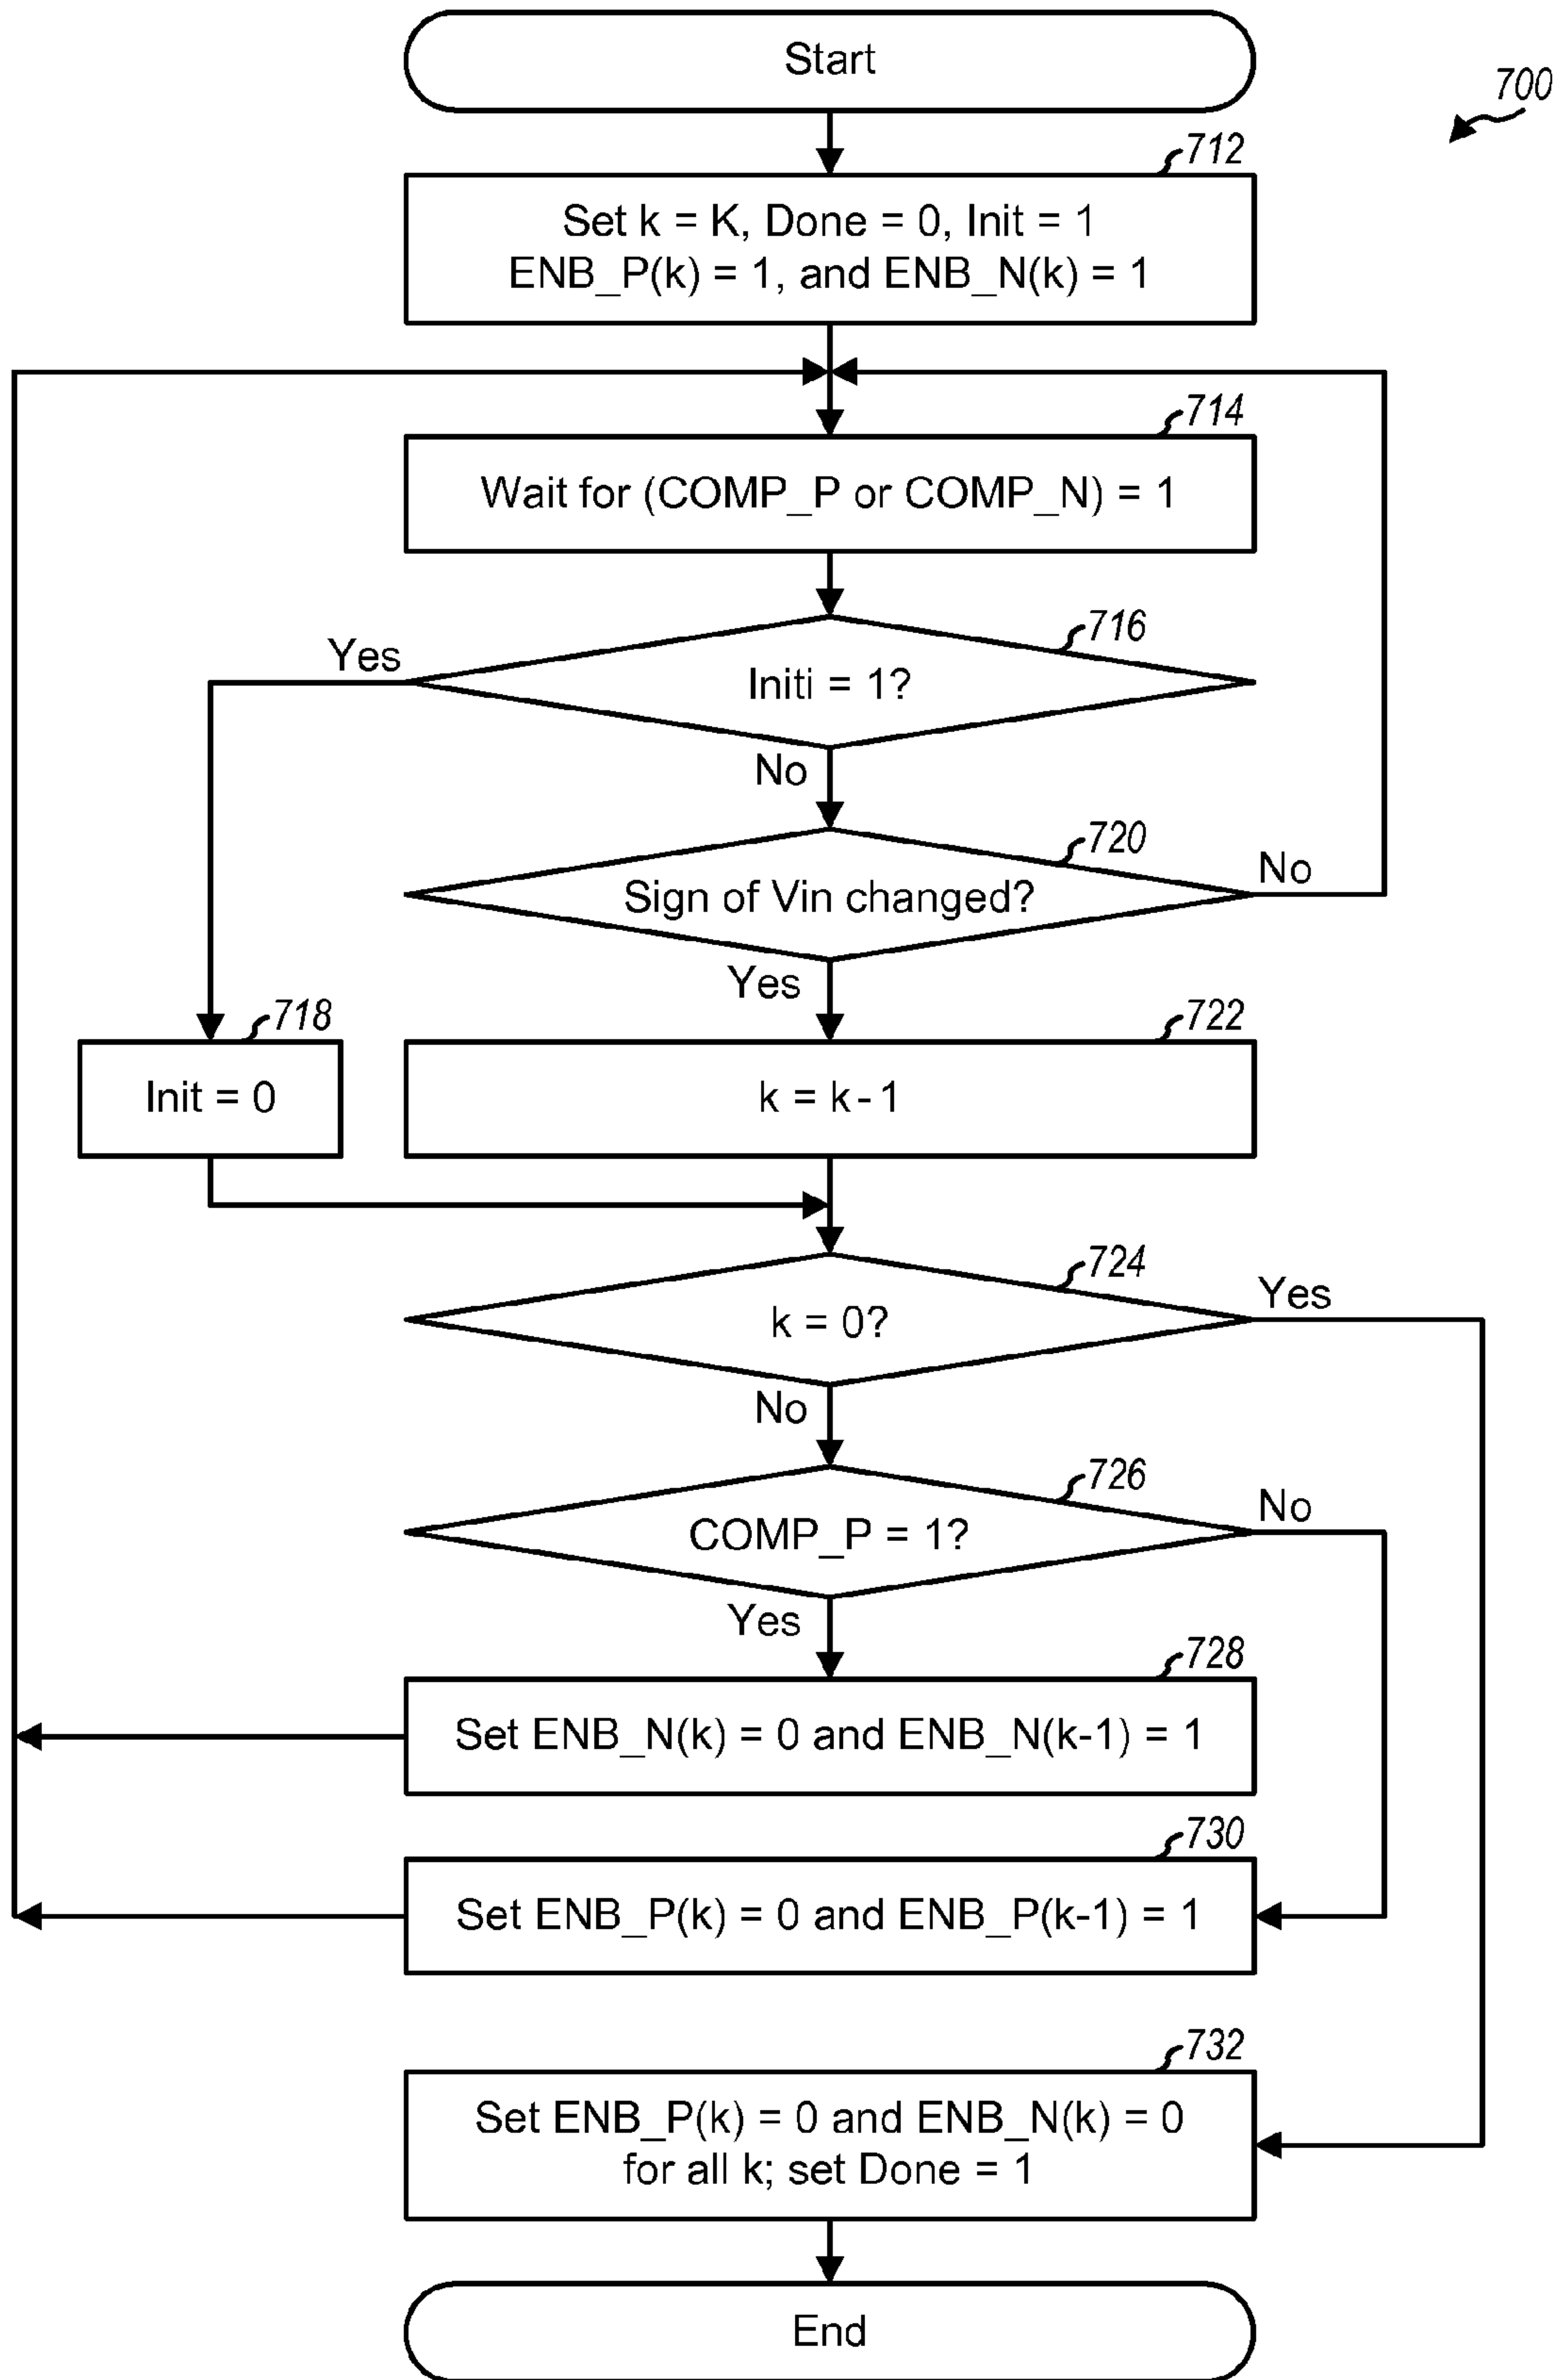 Start
700
712
Set k = K, Done = 0, Init = 1
ENB_P(k) = 1, and ENB_N(k) = 1
714
Wait for (COMP_P or COMP_N) = 1
716
Yes
Initi = 1?
No
720
Sign of Vin changed?
No
Yes
718
722
Init = 0
k = k-1
724
Yes
k = 0?
No
726
No
COMP_P = 1?
Yes
728
Set ENB_N(k) = 0 and ENB_N(k-1) = 1
730
Set ENB_P(k) = 0 and ENB_P(k-1) = 1
732
Set ENB_P(k) = 0 and ENB_N(k) = 0
for all k; set Done = 1
End